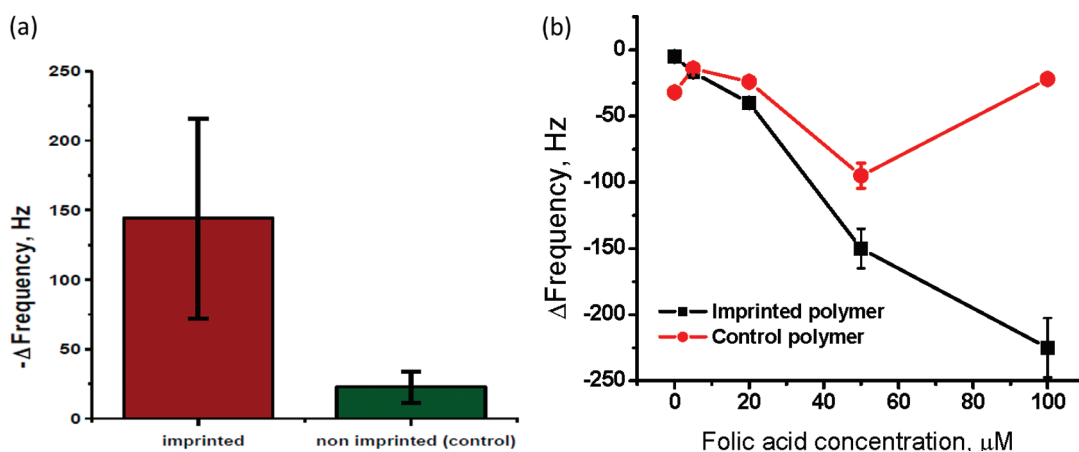 (a)
250
200
150
100
50
0
-ΔFrequency, Hz
imprinted
non imprinted (control)
(b)
0
-50
-100
-150
-200
-250
ΔFrequency, Hz
Imprinted polymer
Control polymer
0 20 40 60 80 100
Folic acid concentration, μM